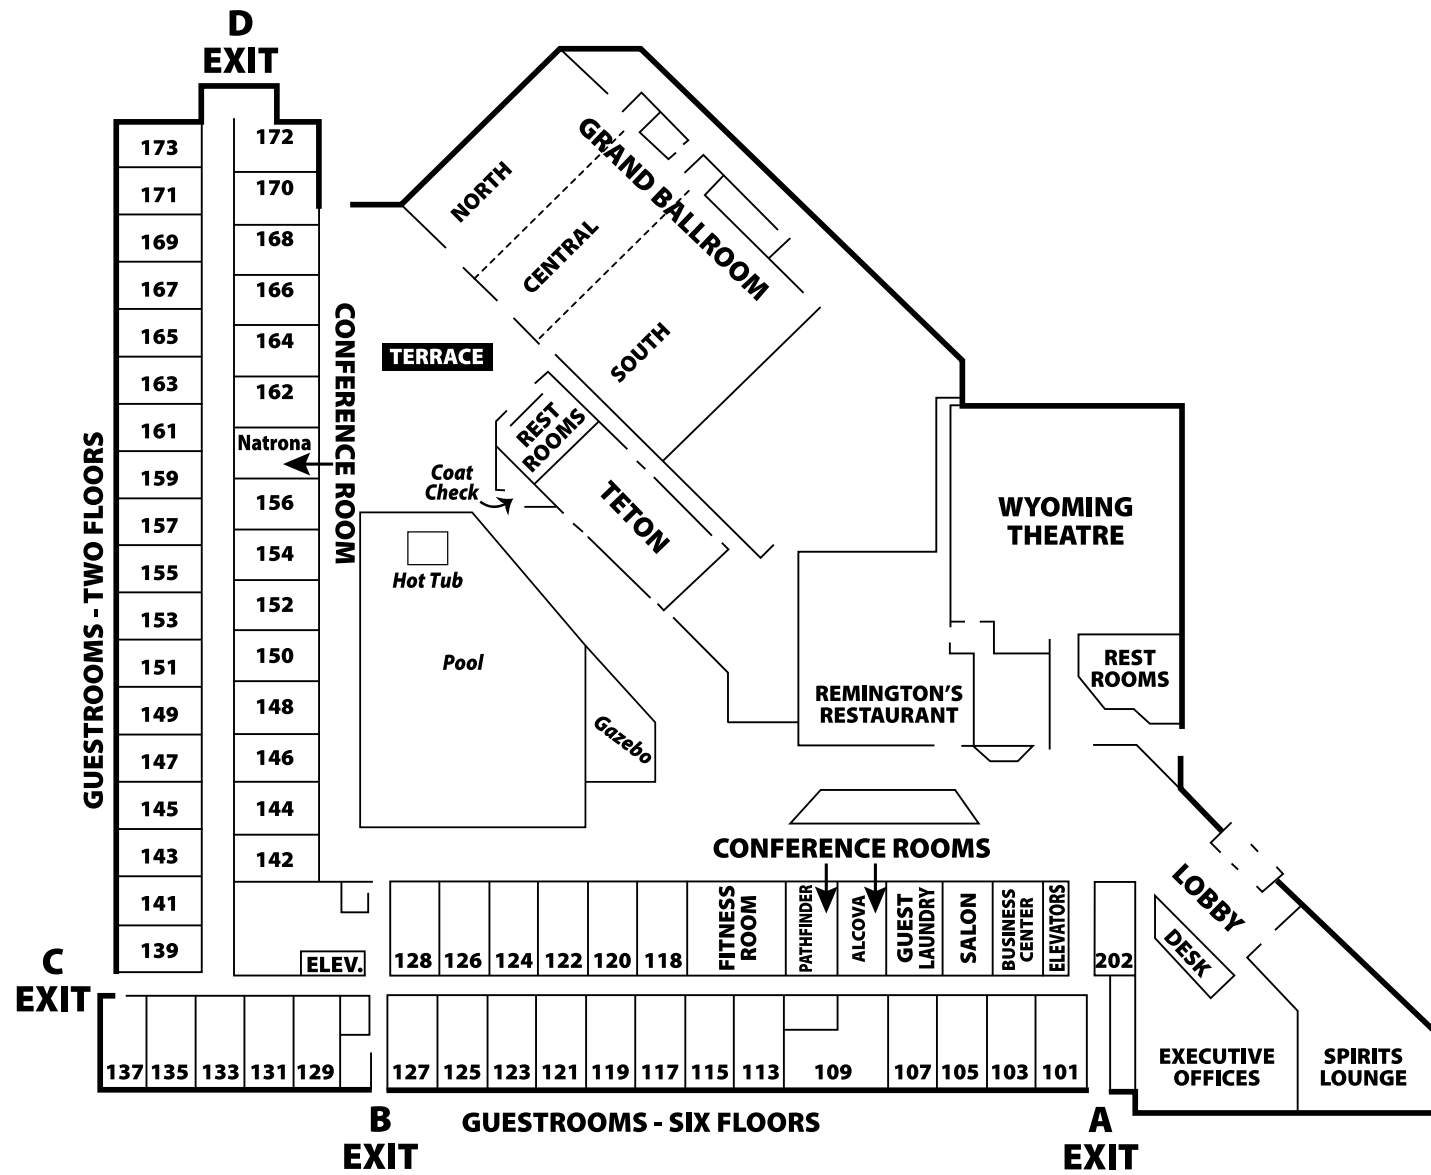 D
EXIT
173
171
169
167
165
163
161
159
157
155
153
151
149
147
145
143
141
139
172
170
168
166
164
162
Natrona
156
154
152
150
148
146
144
142
GUESTROOMS - TWO FLOORS
CONFERENCE ROOM
NORTH
CENTRAL
SOUTH
GRAND BALLROOM
TERRACE
REST
ROOMS
Coat
Check
TETON
Hot Tub
Pool
Gazebo
WYOMING
THEATRE
REST
ROOMS
REMINGTON'S
RESTAURANT
CONFERENCE ROOMS
LOBBY
DESK
C
EXIT
ELEV.
128
126
124
122
120
118
FITNESS
ROOM
PATHFINDER
ALCOVA
GUEST
LAUNDRY
SALON
BUSINESS
CENTER
ELEVATORS
202
137
135
133
131
129
127
125
123
121
119
117
115
113
109
107
105
103
101
EXECUTIVE
OFFICES
SPIRITS
LOUNGE
B
EXIT
GUESTROOMS - SIX FLOORS
A
EXIT